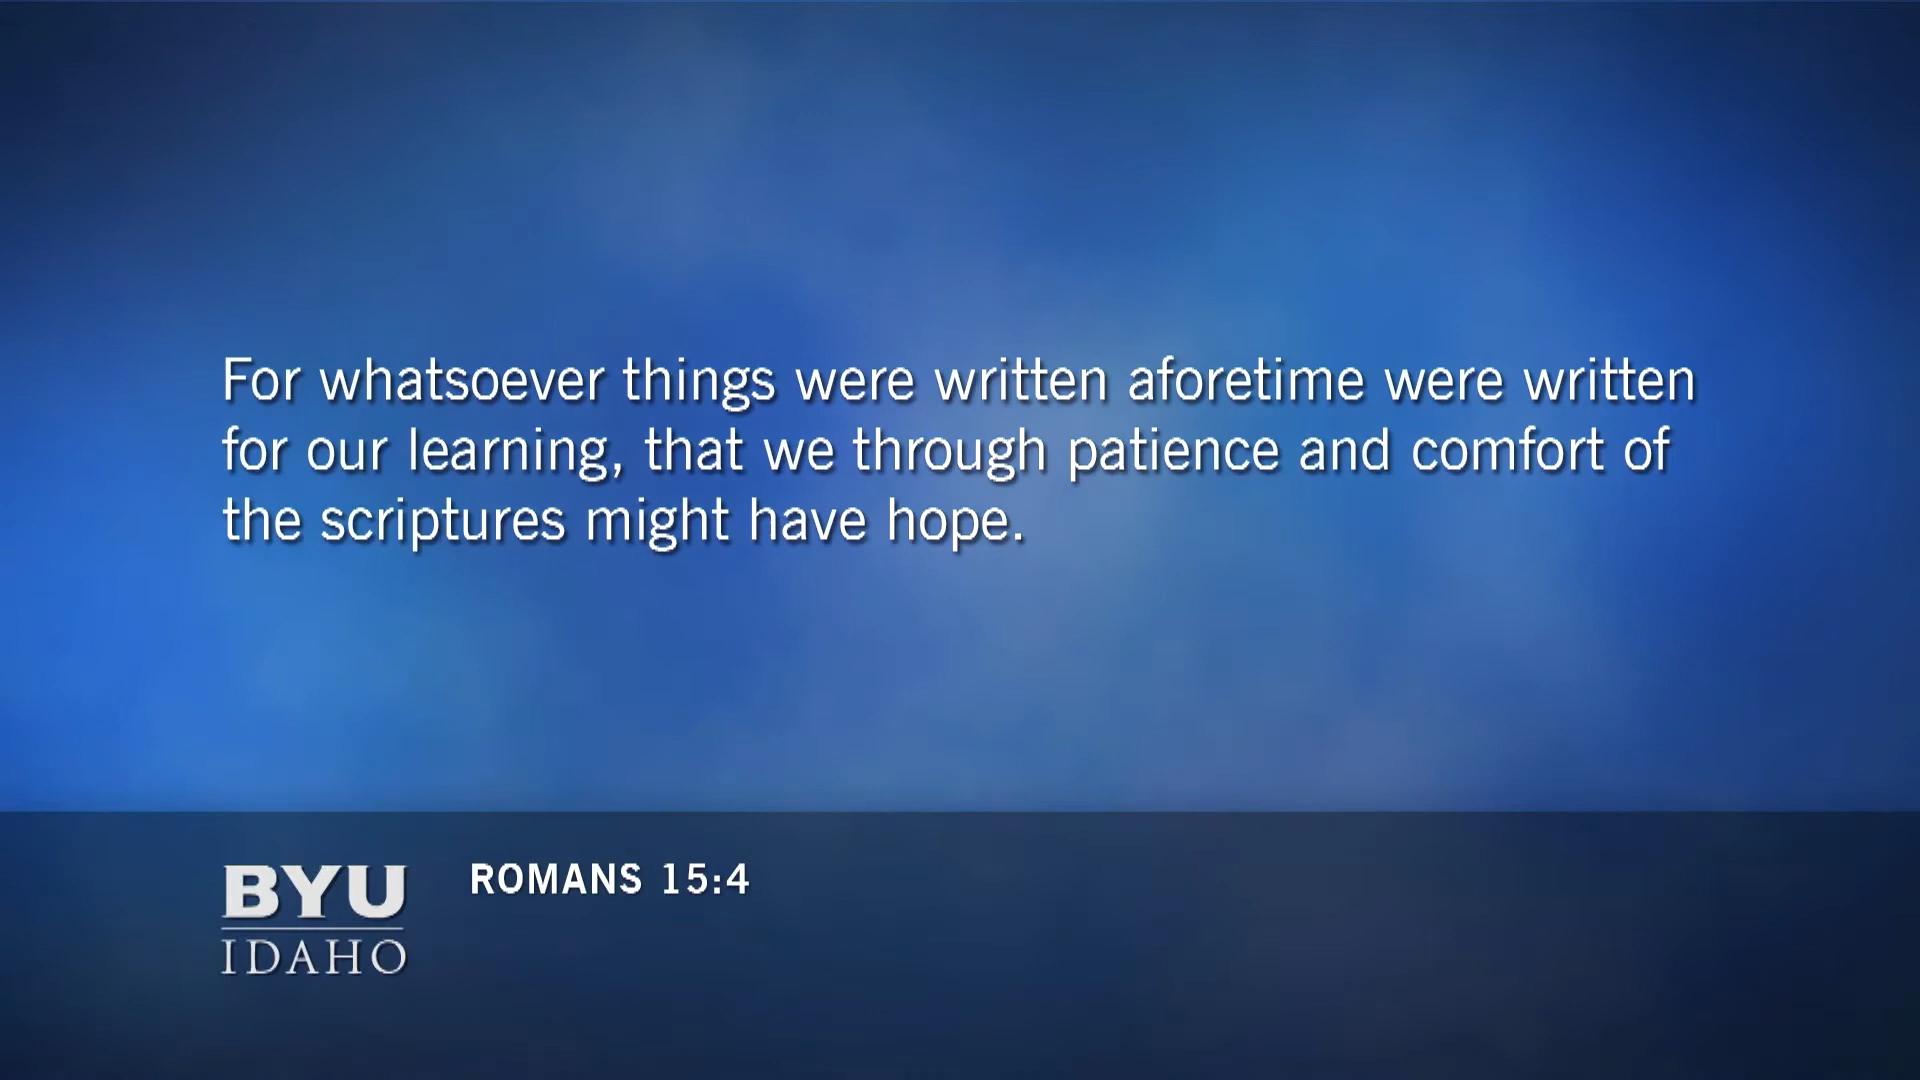 For whatsoever things were written aforetime were written
for our learning, that we through patience and comfort of
the scriptures might have hope.
BYU
IDAHO
ROMANS 15:4